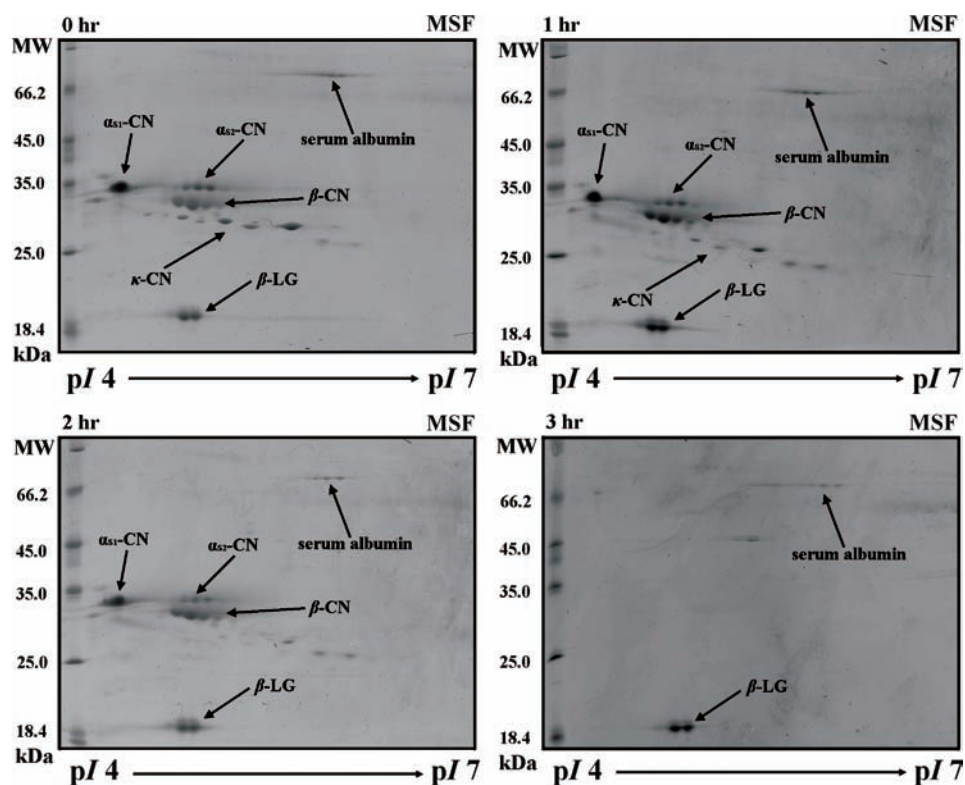 0 hr MSF
MW
66.2
45.0
35.0
25.0
18.4
kDa
αS1-CN
αS2-CN
serum albumin
β-CN
κ-CN
β-LG
pI 4 pI 7
1 hr MSF
MW
66.2
45.0
35.0
25.0
18.4
kDa
αS1-CN
αS2-CN
serum albumin
β-CN
κ-CN
β-LG
pI 4 pI 7
2 hr MSF
MW
66.2
45.0
35.0
25.0
18.4
kDa
αS1-CN
αS2-CN
serum albumin
β-CN
β-LG
pI 4 pI 7
3 hr MSF
MW
66.2
45.0
35.0
25.0
18.4
kDa
serum albumin
β-LG
pI 4 pI 7